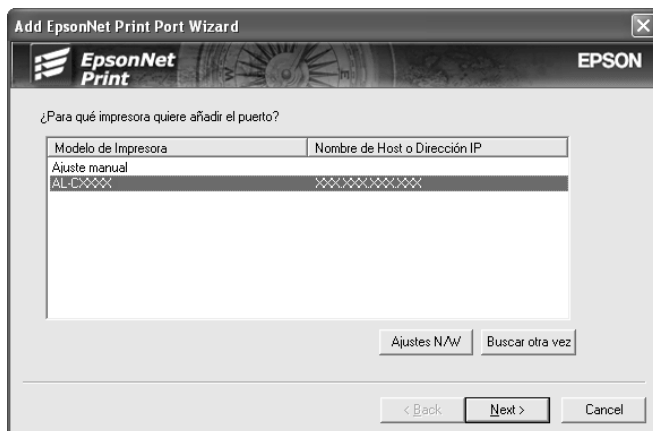 Add EpsonNet Print Port Wizard
EpsonNet
Print
EPSON
¿Para qué impresora quiere añadir el puerto?
Modelo de Impresora Nombre de Host o Dirección IP
Ajuste manual
AL-CXXXX XXX.XXX.XXX.XXX
Ajustes N/W Buscar otra vez
< Back Next > Cancel